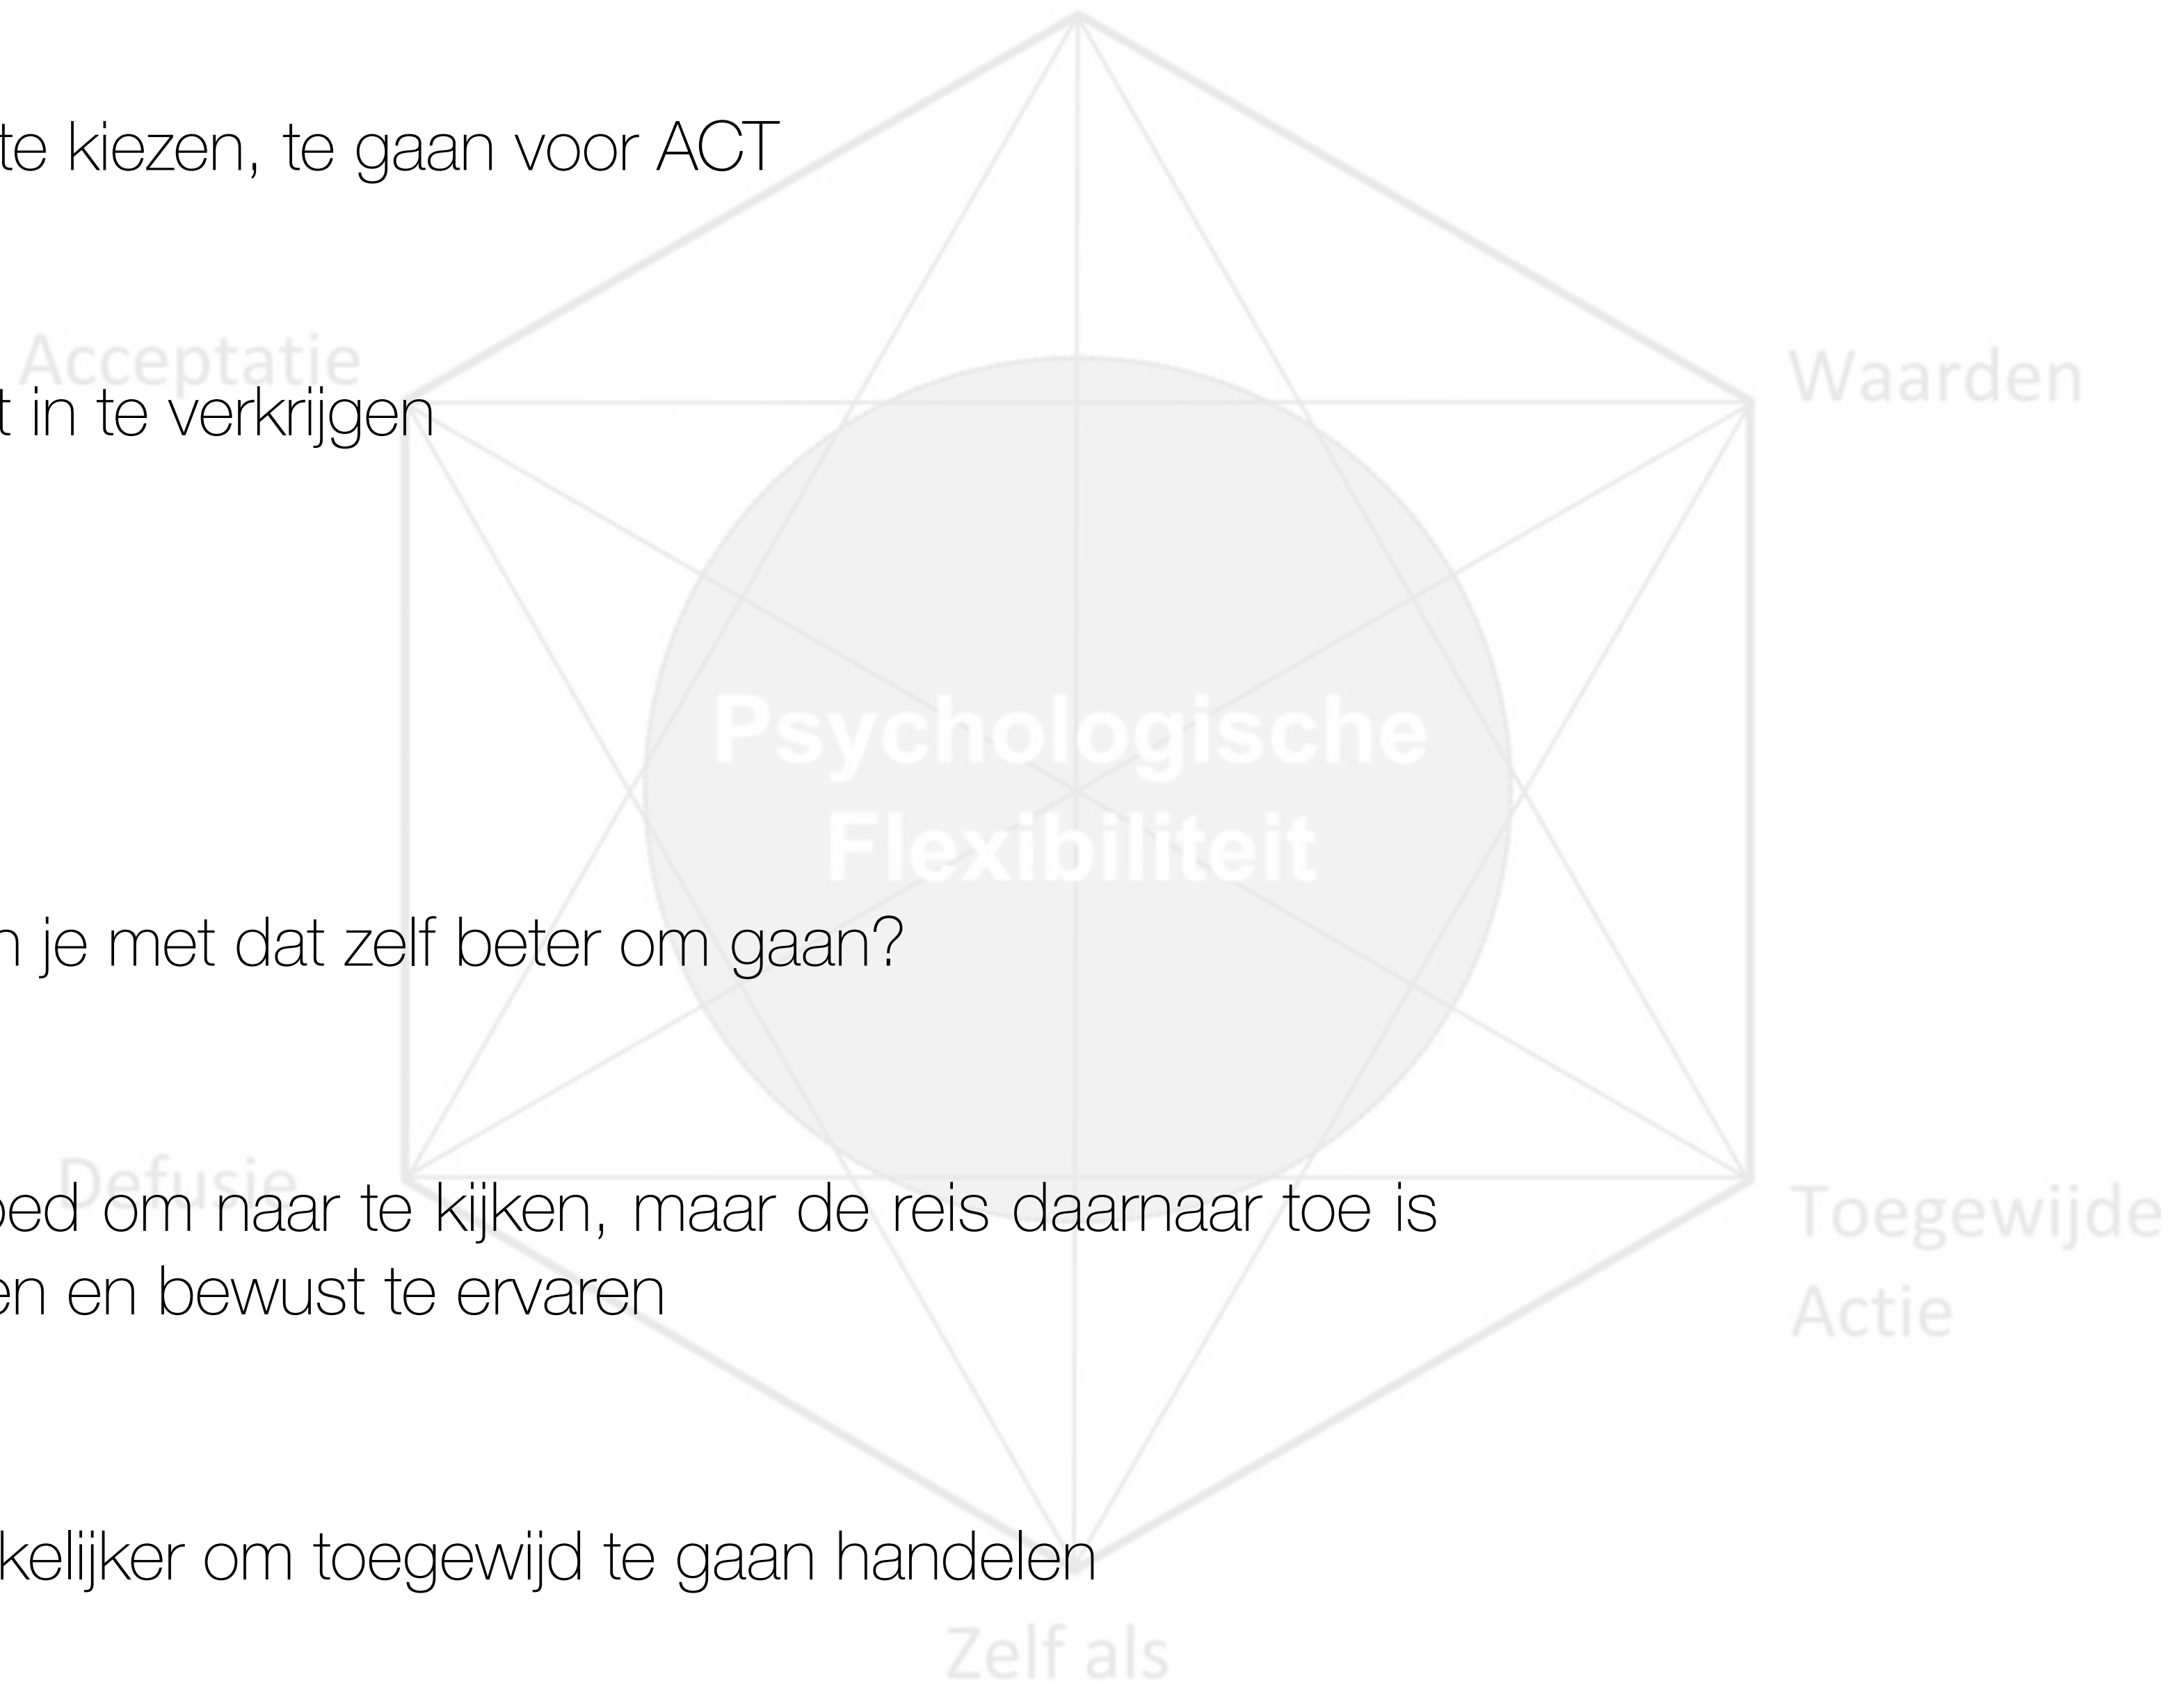 te kiezen, te gaan voor ACT
Acceptatie
Waarden
t in te verkrijgen
Psychologische
Flexibiliteit
n je met dat zelf beter om gaan?
Defusie
oed om naar te kijken, maar de reis daarnaar toe is
Toegewijde
en en bewust te ervaren
Actie
kelijker om toegewijd te gaan handelen
Zelf als